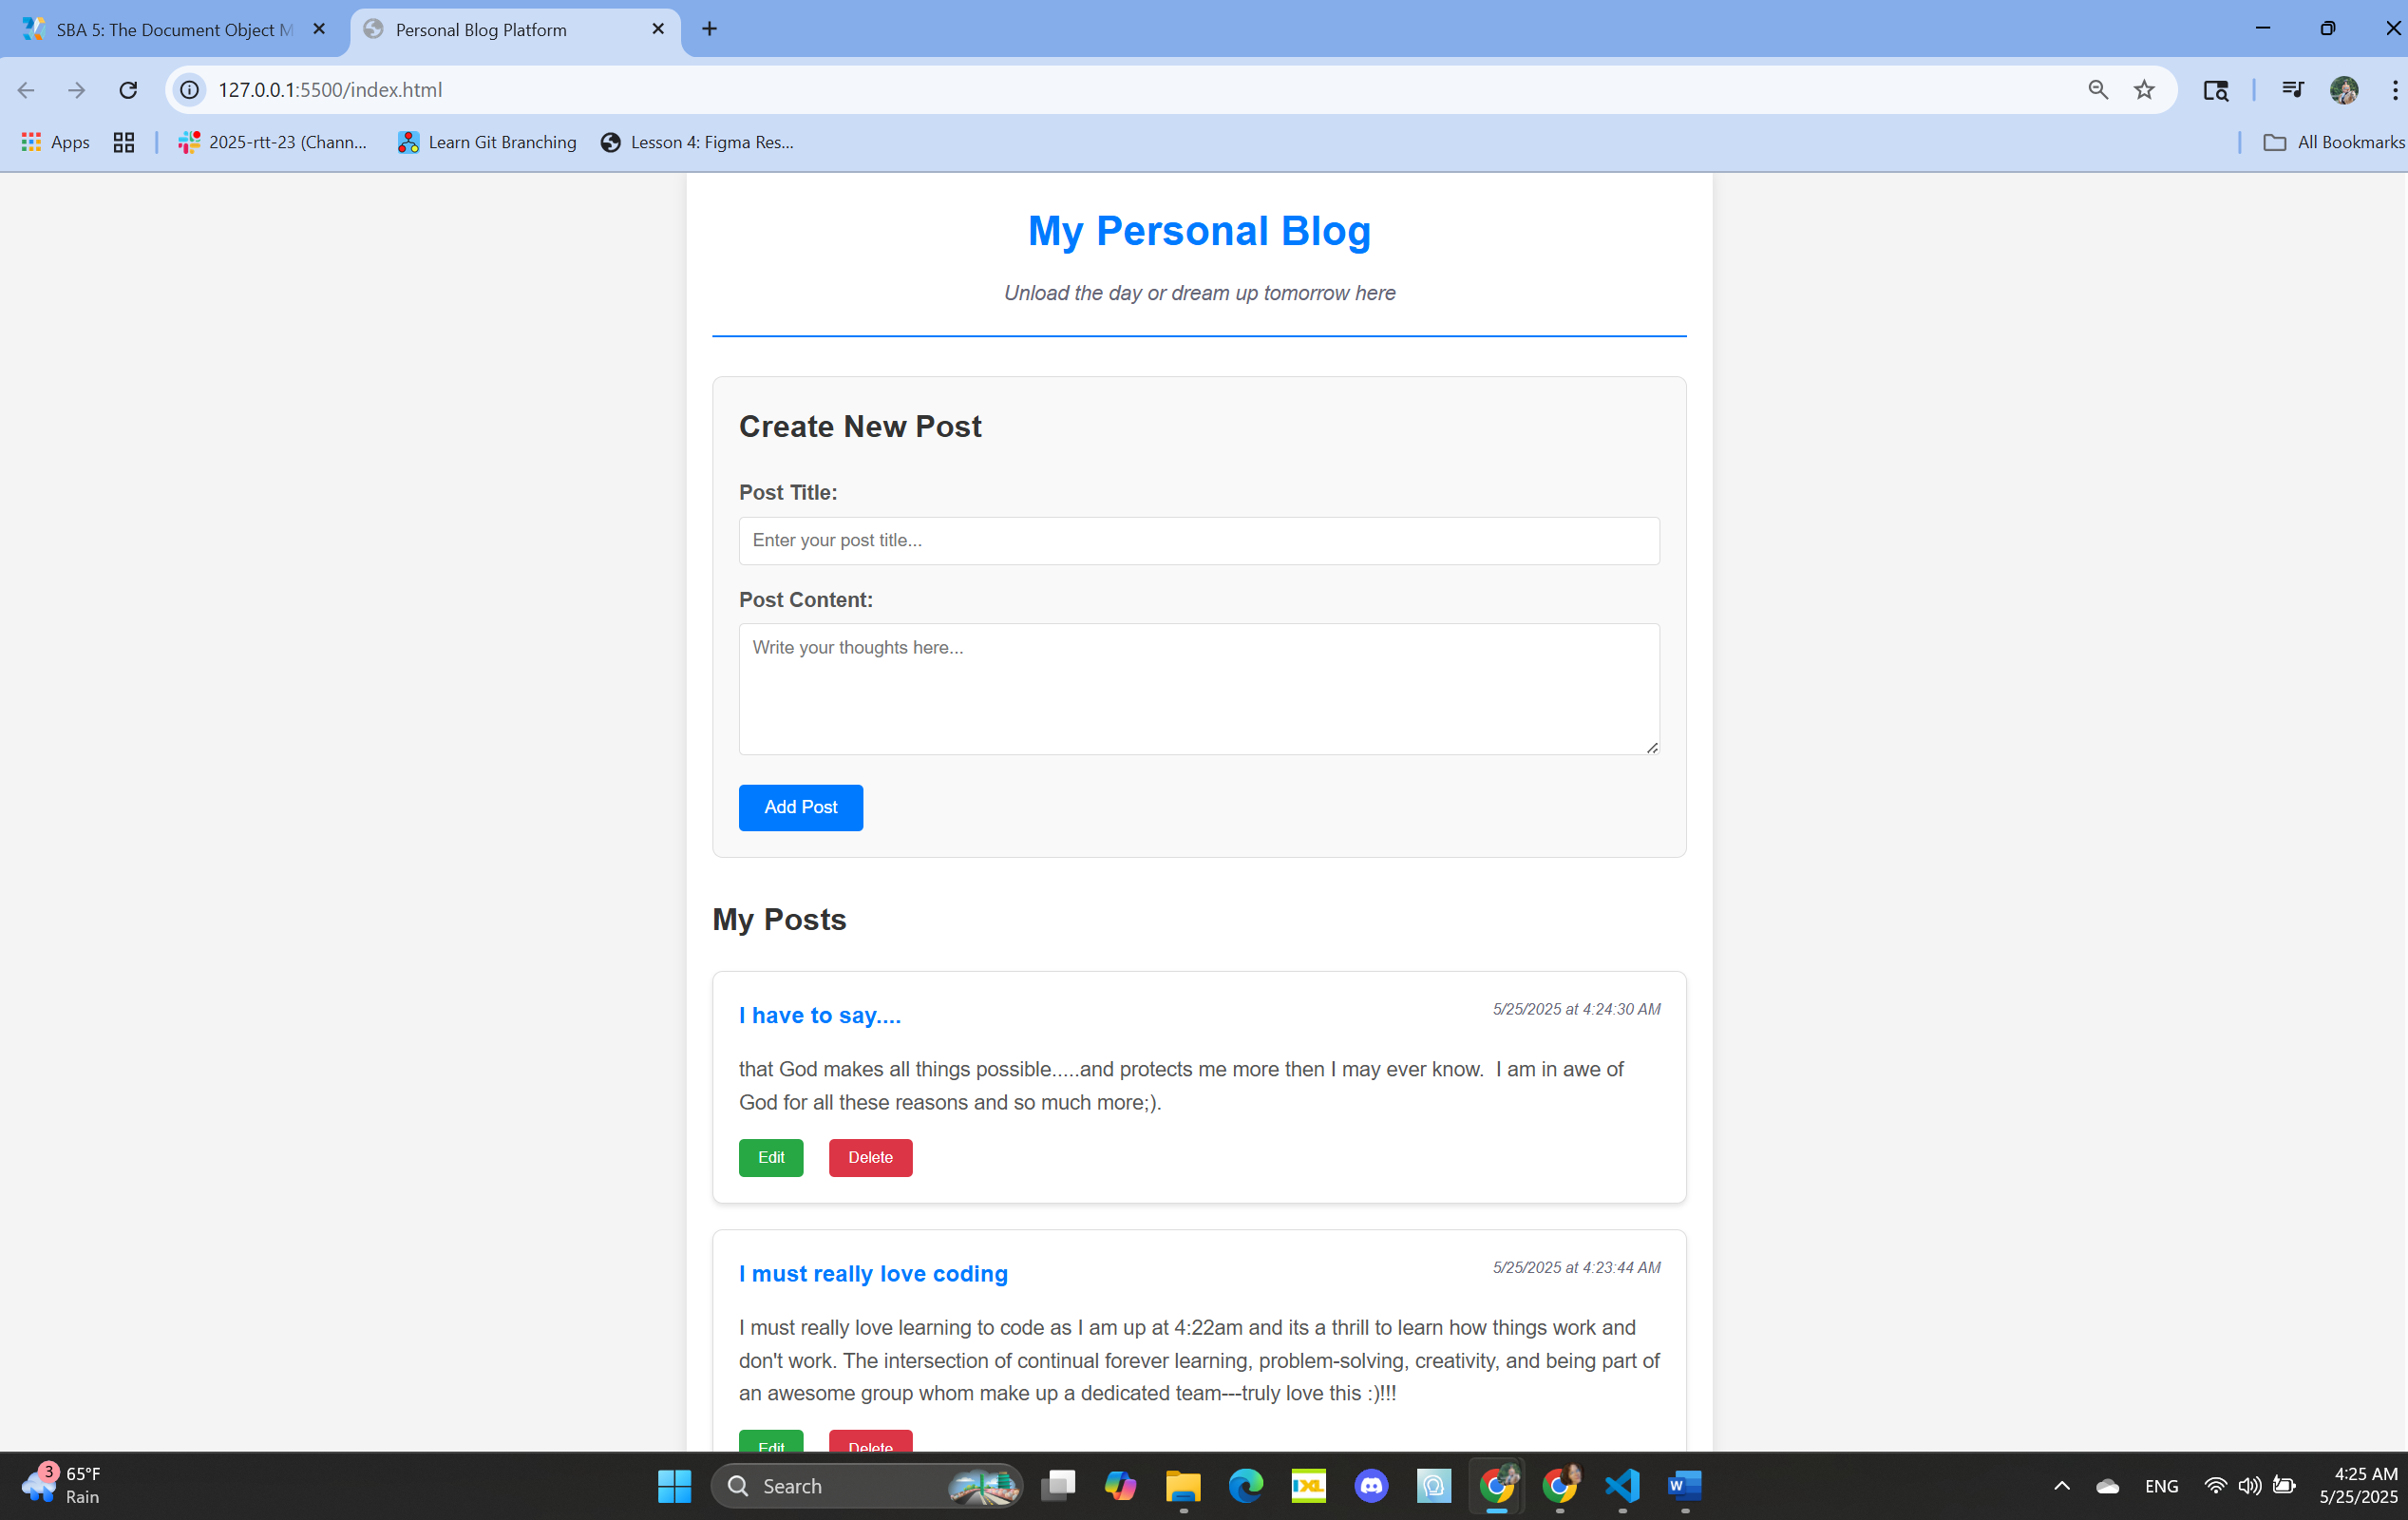 SBA 5: The Document Object M
Personal Blog Platform
127.0.0.1:5500/index.html
Apps
2025-rtt-23 (Chann...
Learn Git Branching
Lesson 4: Figma Res...
All Bookmarks
My Personal Blog
Unload the day or dream up tomorrow here
Create New Post
Post Title:
Enter your post title...
Post Content:
Write your thoughts here...
Add Post
My Posts
I have to say....
5/25/2025 at 4:24:30 AM
that God makes all things possible.....and protects me more then I may ever know.  I am in awe of
God for all these reasons and so much more;).
Edit
Delete
I must really love coding
5/25/2025 at 4:23:44 AM
I must really love learning to code as I am up at 4:22am and its a thrill to learn how things work and
don't work. The intersection of continual forever learning, problem-solving, creativity, and being part of
an awesome group whom make up a dedicated team---truly love this :)!!!
Edit
Delete
3
65°F
Rain
Search
IXL
W
ENG
4:25 AM
5/25/2025